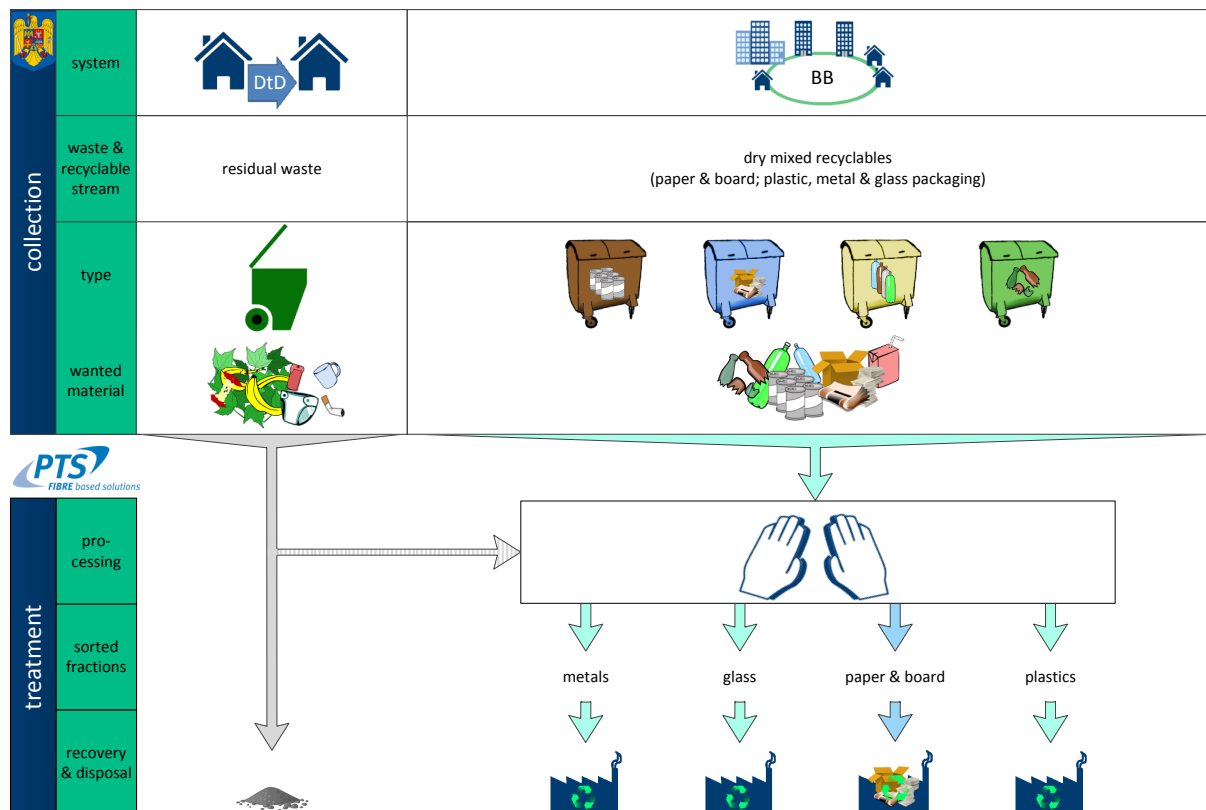 collection
system
DtD
BB
waste &
recyclable
stream
residual waste
dry mixed recyclables
(paper & board; plastic, metal & glass packaging)
type
wanted
material
PTS
FIBRE based solutions
treatment
pro-
cessing
sorted
fractions
metals
glass
paper & board
plastics
recovery
& disposal